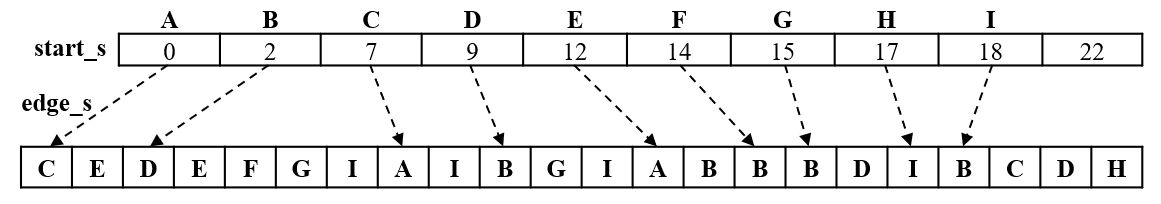 A B C D E F G H I
start_s 0 2 7 9 12 14 15 17 18 22
edge_s
C E D E F G I A I B G I A B B B D I B C D H